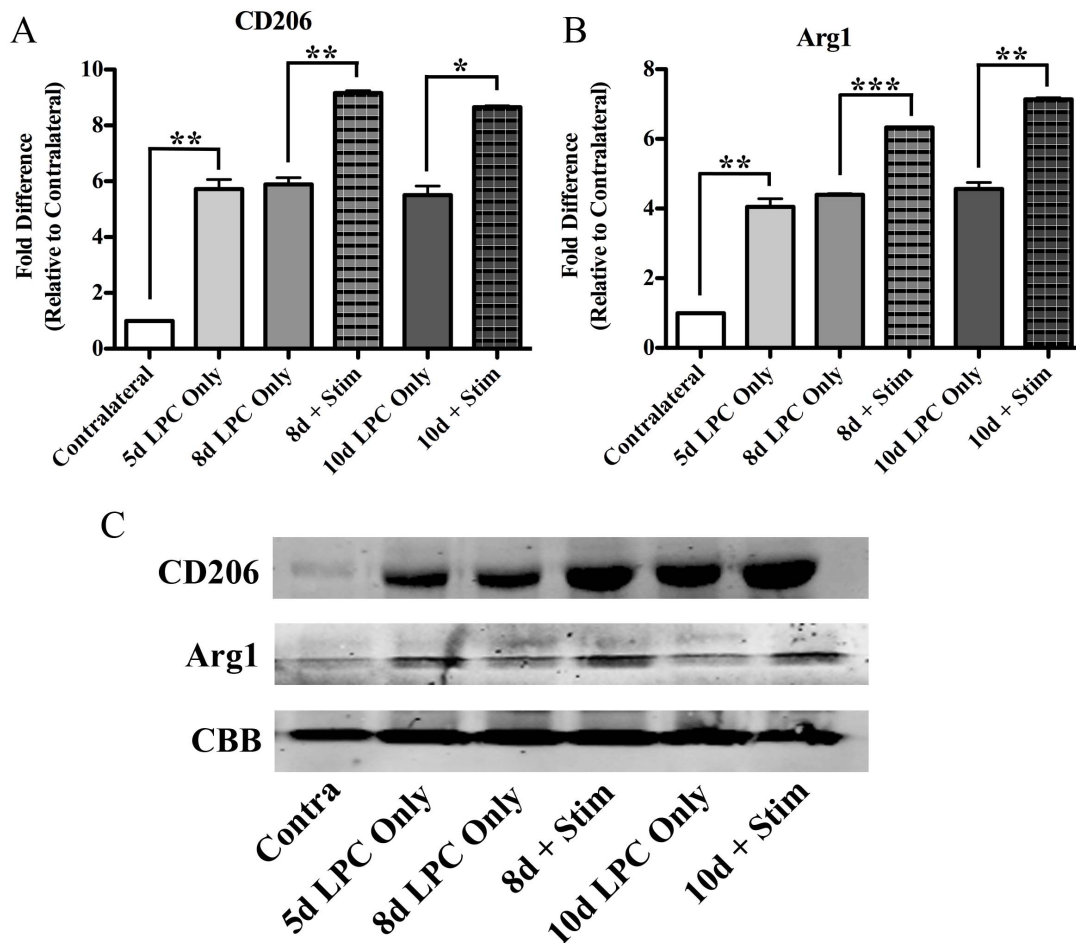 A
CD206
Fold Difference
(Relative to Contralateral)
10
8
6
4
2
0
**
**
*
Contralateral
5d LPC Only
8d LPC Only
8d + Stim
10d LPC Only
10d + Stim
B
Arg1
Fold Difference
(Relative to Contralateral)
8
6
4
2
0
**
***
**
Contralateral
5d LPC Only
8d LPC Only
8d + Stim
10d LPC Only
10d + Stim
C
CD206
Arg1
CBB
Contra
5d LPC Only
8d LPC Only
8d + Stim
10d LPC Only
10d + Stim